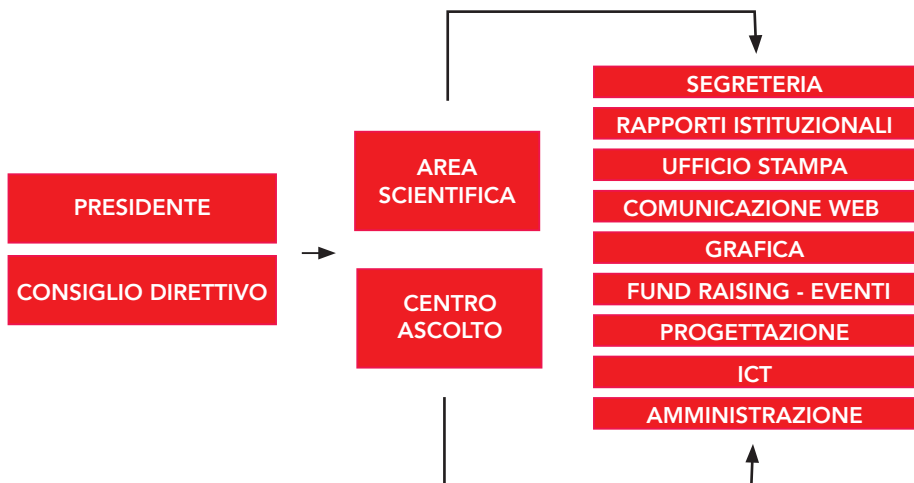 PRESIDENTE
CONSIGLIO DIRETTIVO
AREA
SCIENTIFICA
CENTRO
ASCOLTO
SEGRETERIA
RAPPORTI ISTITUZIONALI
UFFICIO STAMPA
COMUNICAZIONE WEB
GRAFICA
FUND RAISING - EVENTI
PROGETTAZIONE
ICT
AMMINISTRAZIONE